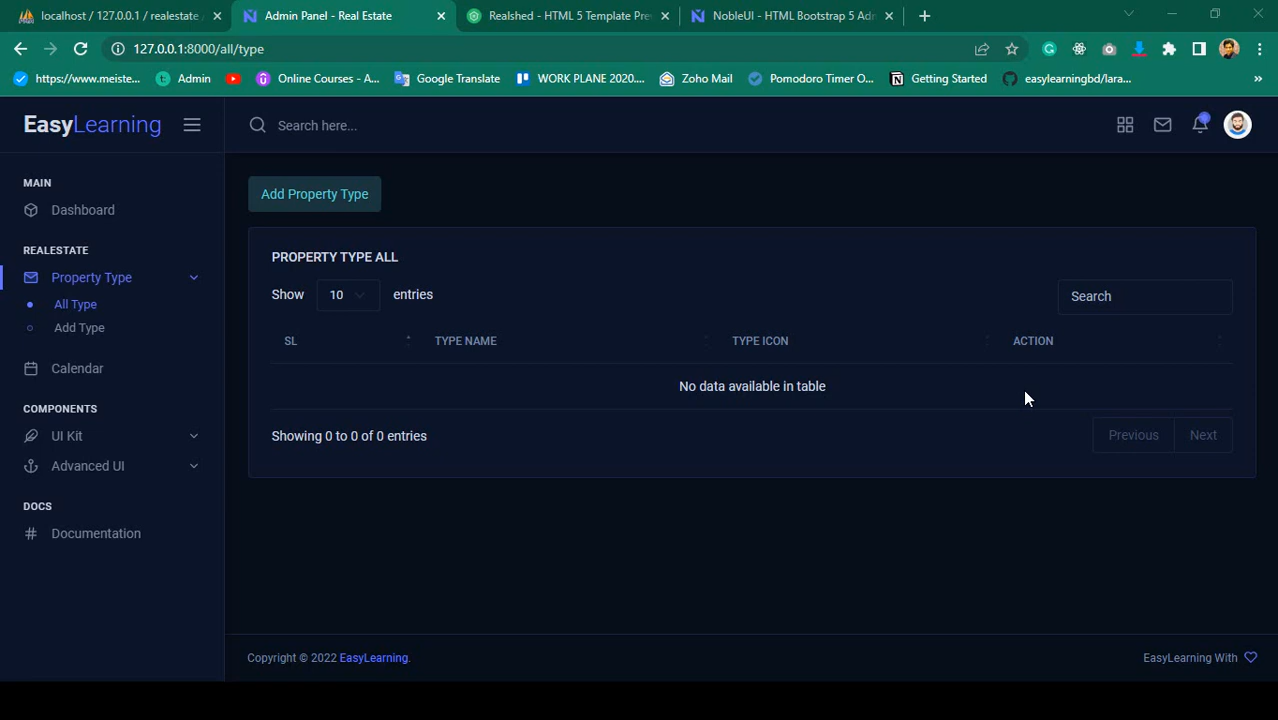 localhost / 127.0.0.1 / realestate
Admin Panel - Real Estate
Realshed - HTML 5 Template Pre
NobleUI - HTML Bootstrap 5 Adm
127.0.0.1:8000/all/type
https://www.meiste...
Admin
Online Courses - A...
Google Translate
WORK PLANE 2020....
Zoho Mail
Pomodoro Timer O...
Getting Started
easylearningbd/lara...
»
EasyLearning
Search here...
MAIN
Dashboard
REALESTATE
Property Type
All Type
Add Type
Calendar
COMPONENTS
UI Kit
Advanced UI
DOCS
Documentation
Add Property Type
PROPERTY TYPE ALL
Show 10 entries
Search
SL TYPE NAME TYPE ICON ACTION
No data available in table
Showing 0 to 0 of 0 entries
Previous Next
Copyright © 2022 EasyLearning.
EasyLearning With